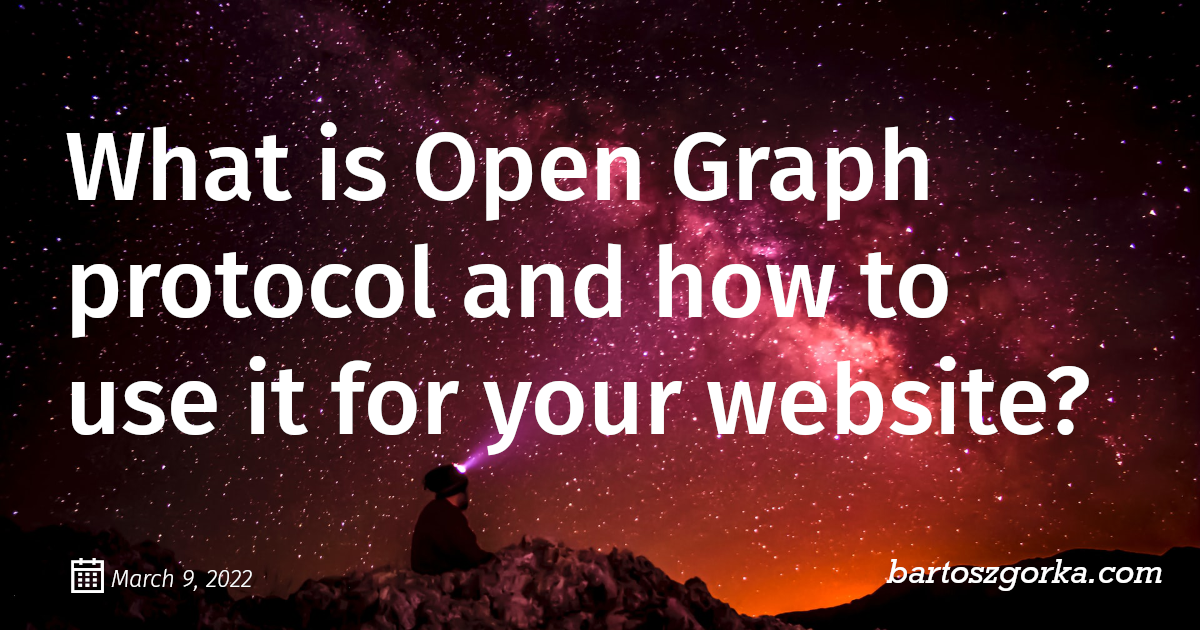 What is Open Graph
protocol and how to
use it for your website?
March 9, 2022
bartoszgorka.com